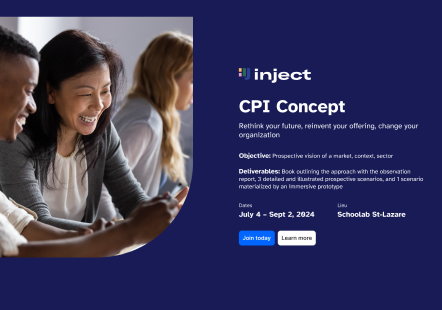 inject
CPI Concept
Rethink your future, reinvent your offering, change your
organization
Objective: Prospective vision of a market, context, sector
Deliverables: Book outlining the approach with the observation
report, 3 detailed and illustrated prospective scenarios, and 1 scenario
materialized by an immersive prototype
Dates
Lieu
July 4 – Sept 2, 2024
Schoolab St-Lazare
Join today
Learn more